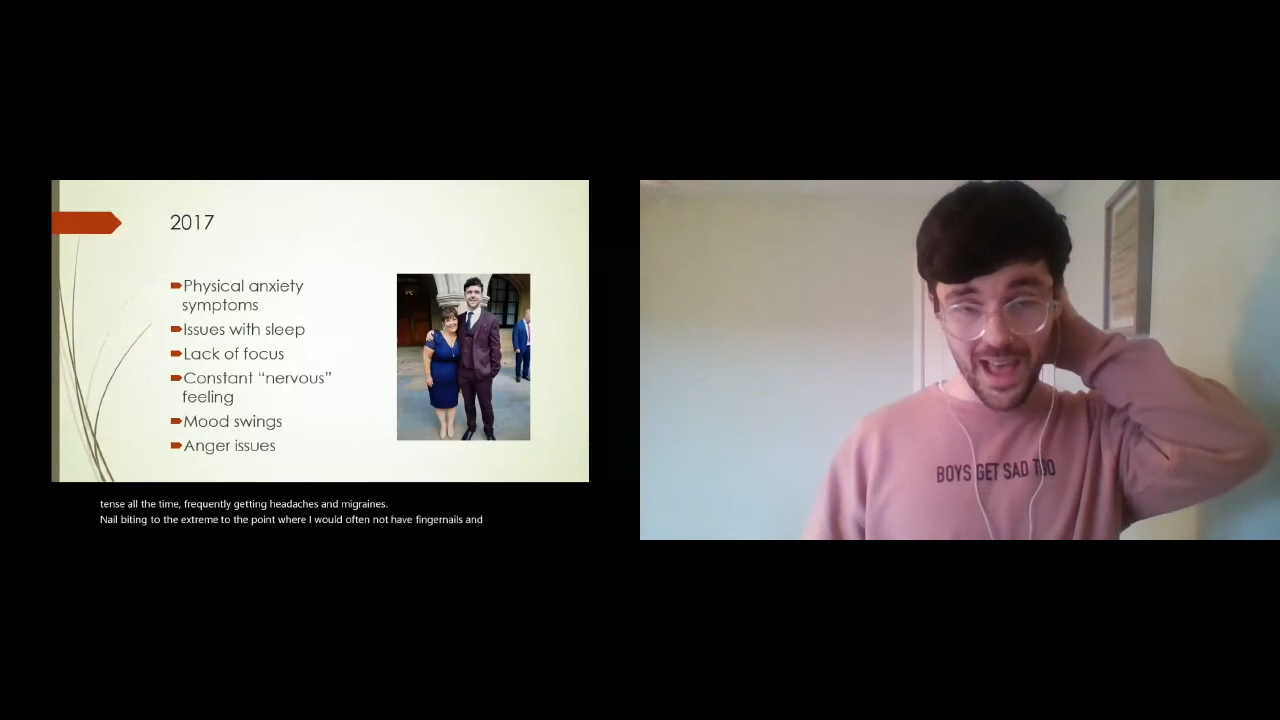 2017
Physical anxiety
symptoms
Issues with sleep
Lack of focus
Constant “nervous”
feeling
Mood swings
Anger issues
tense all the time, frequently getting headaches and migraines.
Nail biting to the extreme to the point where I would often not have fingernails and
BOYS GET SAD TOO